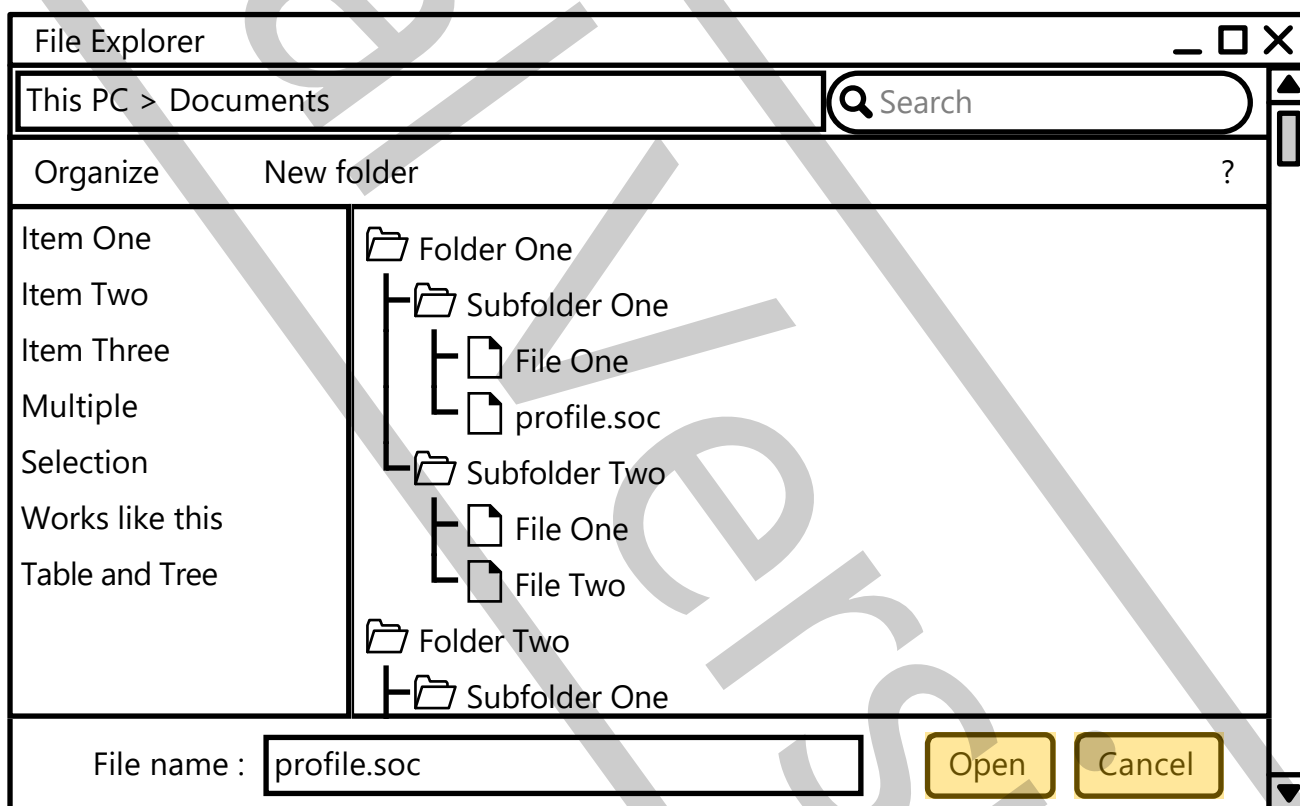 File Explorer
This PC > Documents
Search
Organize New folder ?
Item One
Item Two
Item Three
Multiple
Selection
Works like this
Table and Tree
Folder One
Subfolder One
File One
profile.soc
Subfolder Two
File One
File Two
Folder Two
Subfolder One
File name : profile.soc Open Cancel